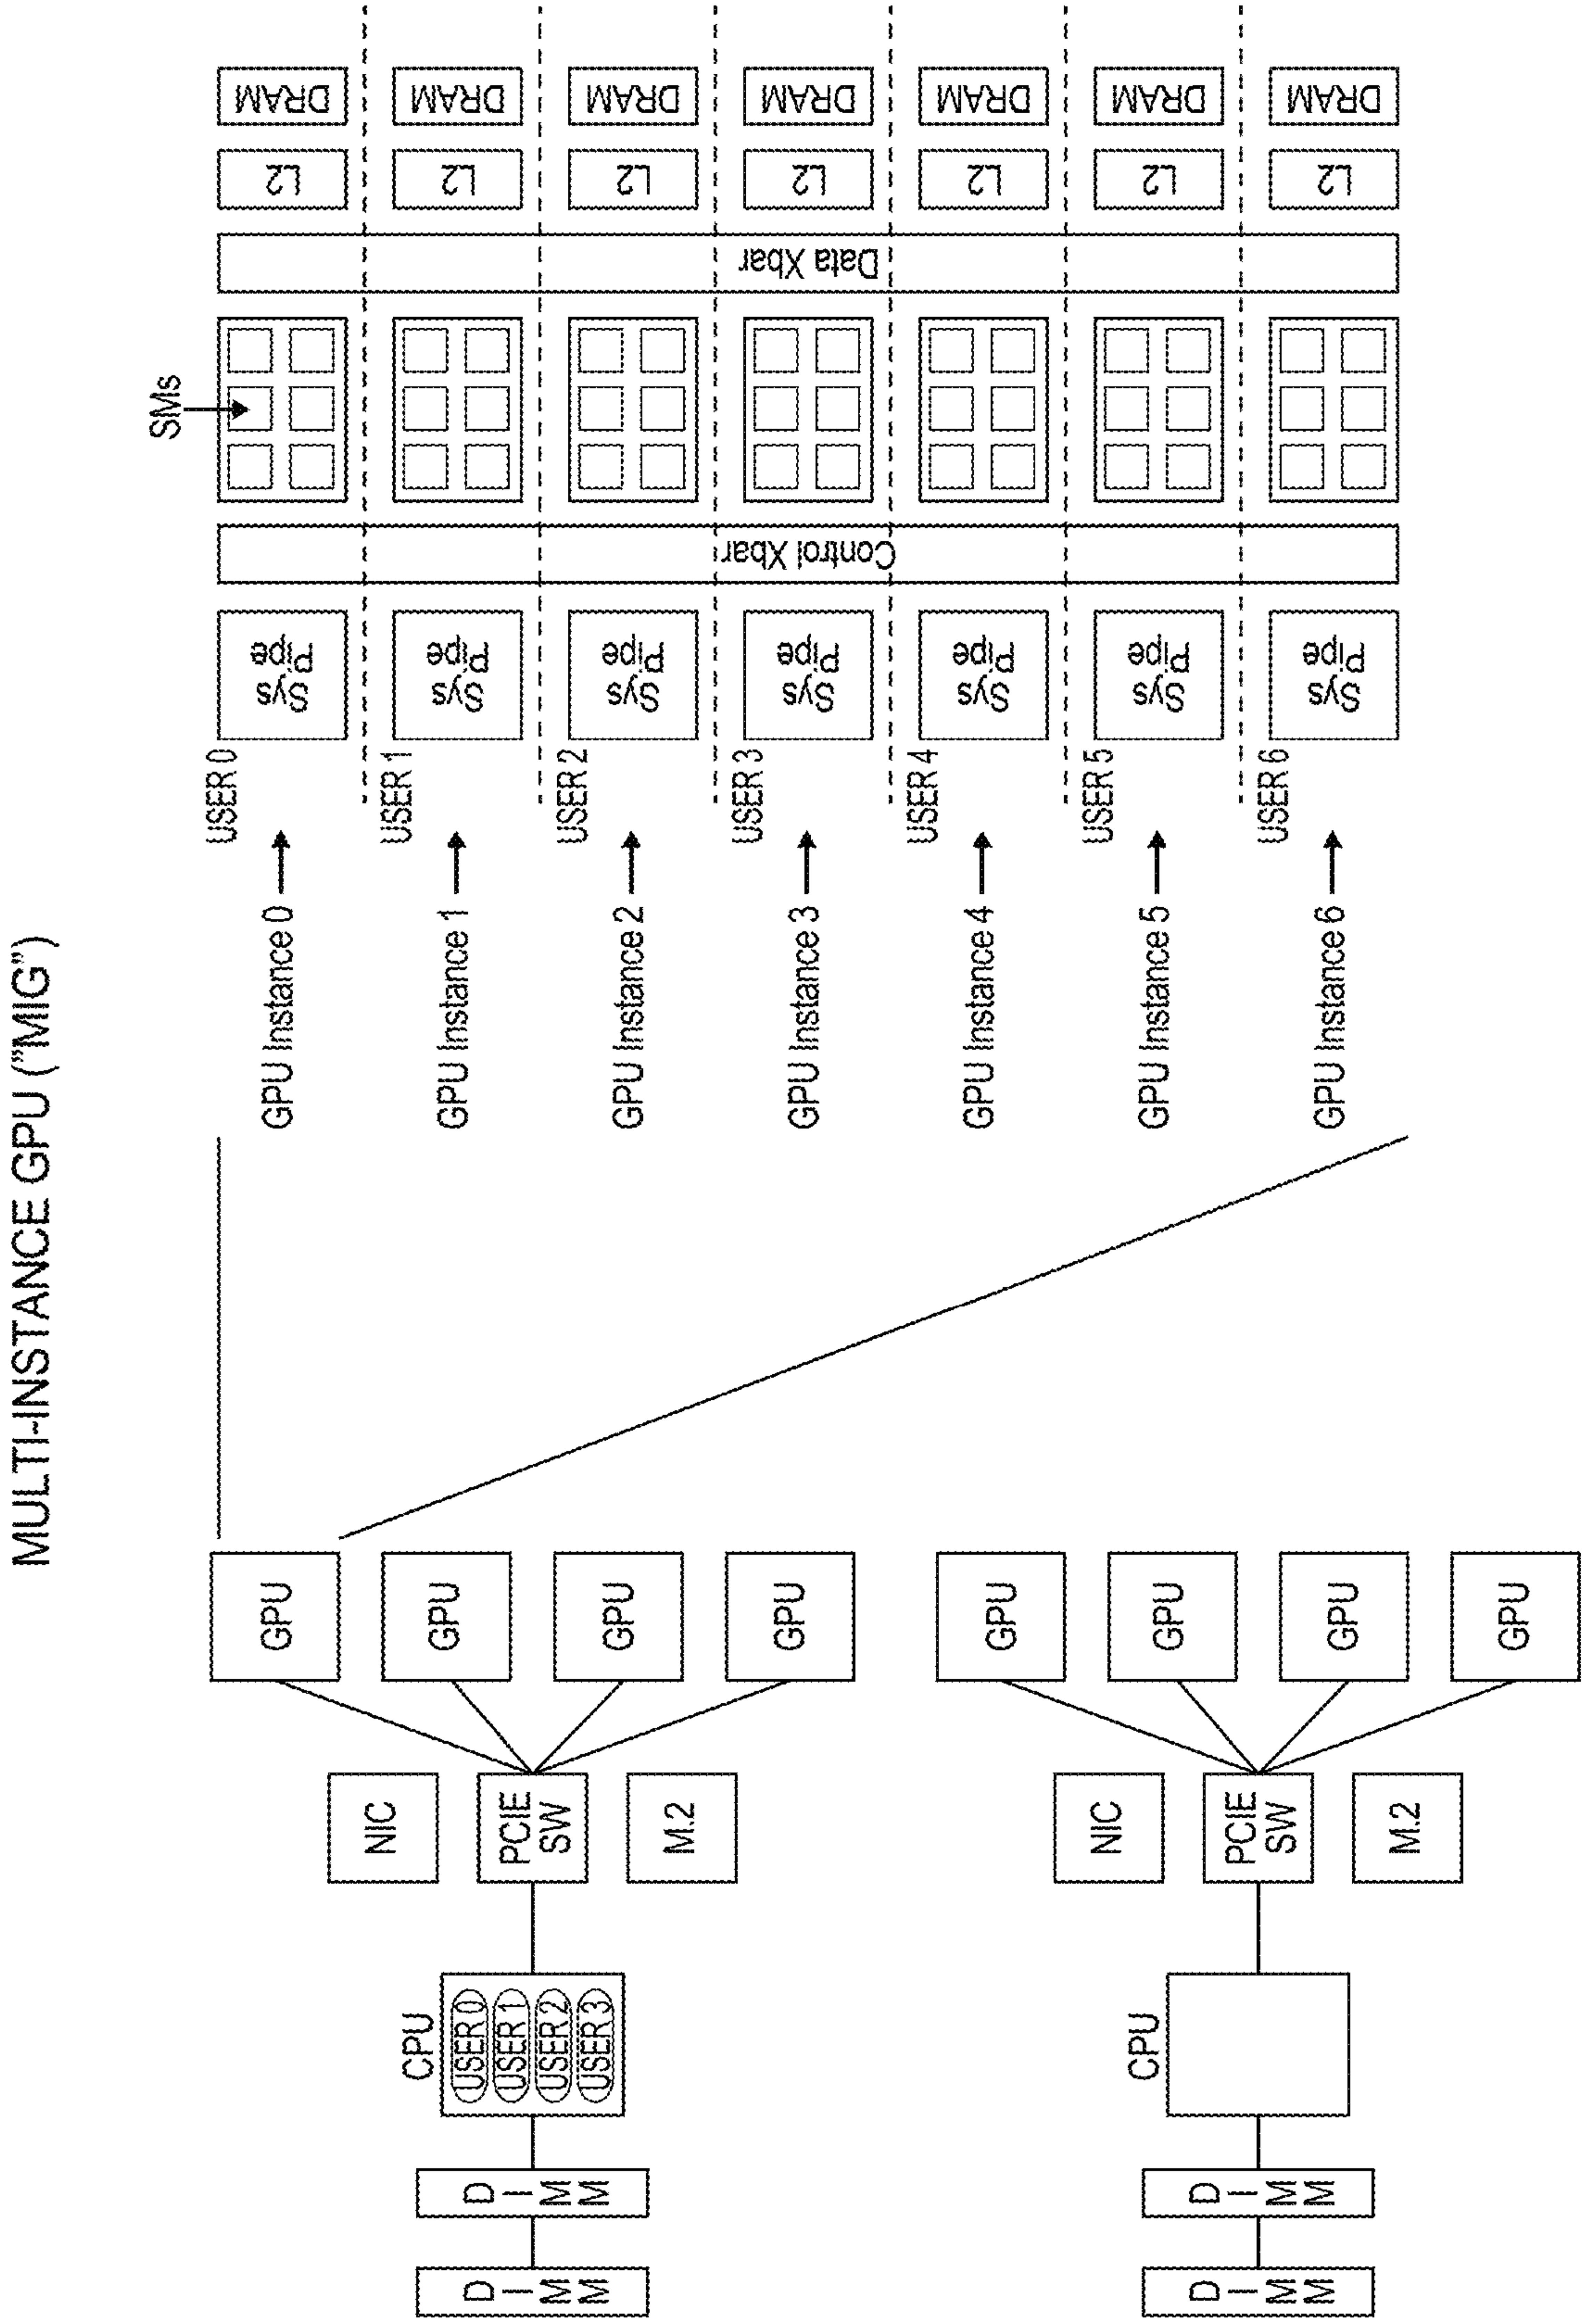 MULTI-INSTANCE GPU ("MIG")
SMs
USER 0
GPU Instance 0
Sys
Pipe
L2
DRAM
USER 1
GPU Instance 1
Sys
Pipe
L2
DRAM
USER 2
GPU Instance 2
Sys
Pipe
L2
DRAM
USER 3
GPU Instance 3
Sys
Pipe
L2
DRAM
USER 4
GPU Instance 4
Sys
Pipe
L2
DRAM
USER 5
GPU Instance 5
Sys
Pipe
L2
DRAM
USER 6
GPU Instance 6
Sys
Pipe
L2
DRAM
Control Xbar
Data Xbar
DIMM
DIMM
CPU
USER 0
USER 1
USER 2
USER 3
NIC
PCIE
SW
M.2
GPU
GPU
GPU
GPU
DIMM
DIMM
CPU
NIC
PCIE
SW
M.2
GPU
GPU
GPU
GPU